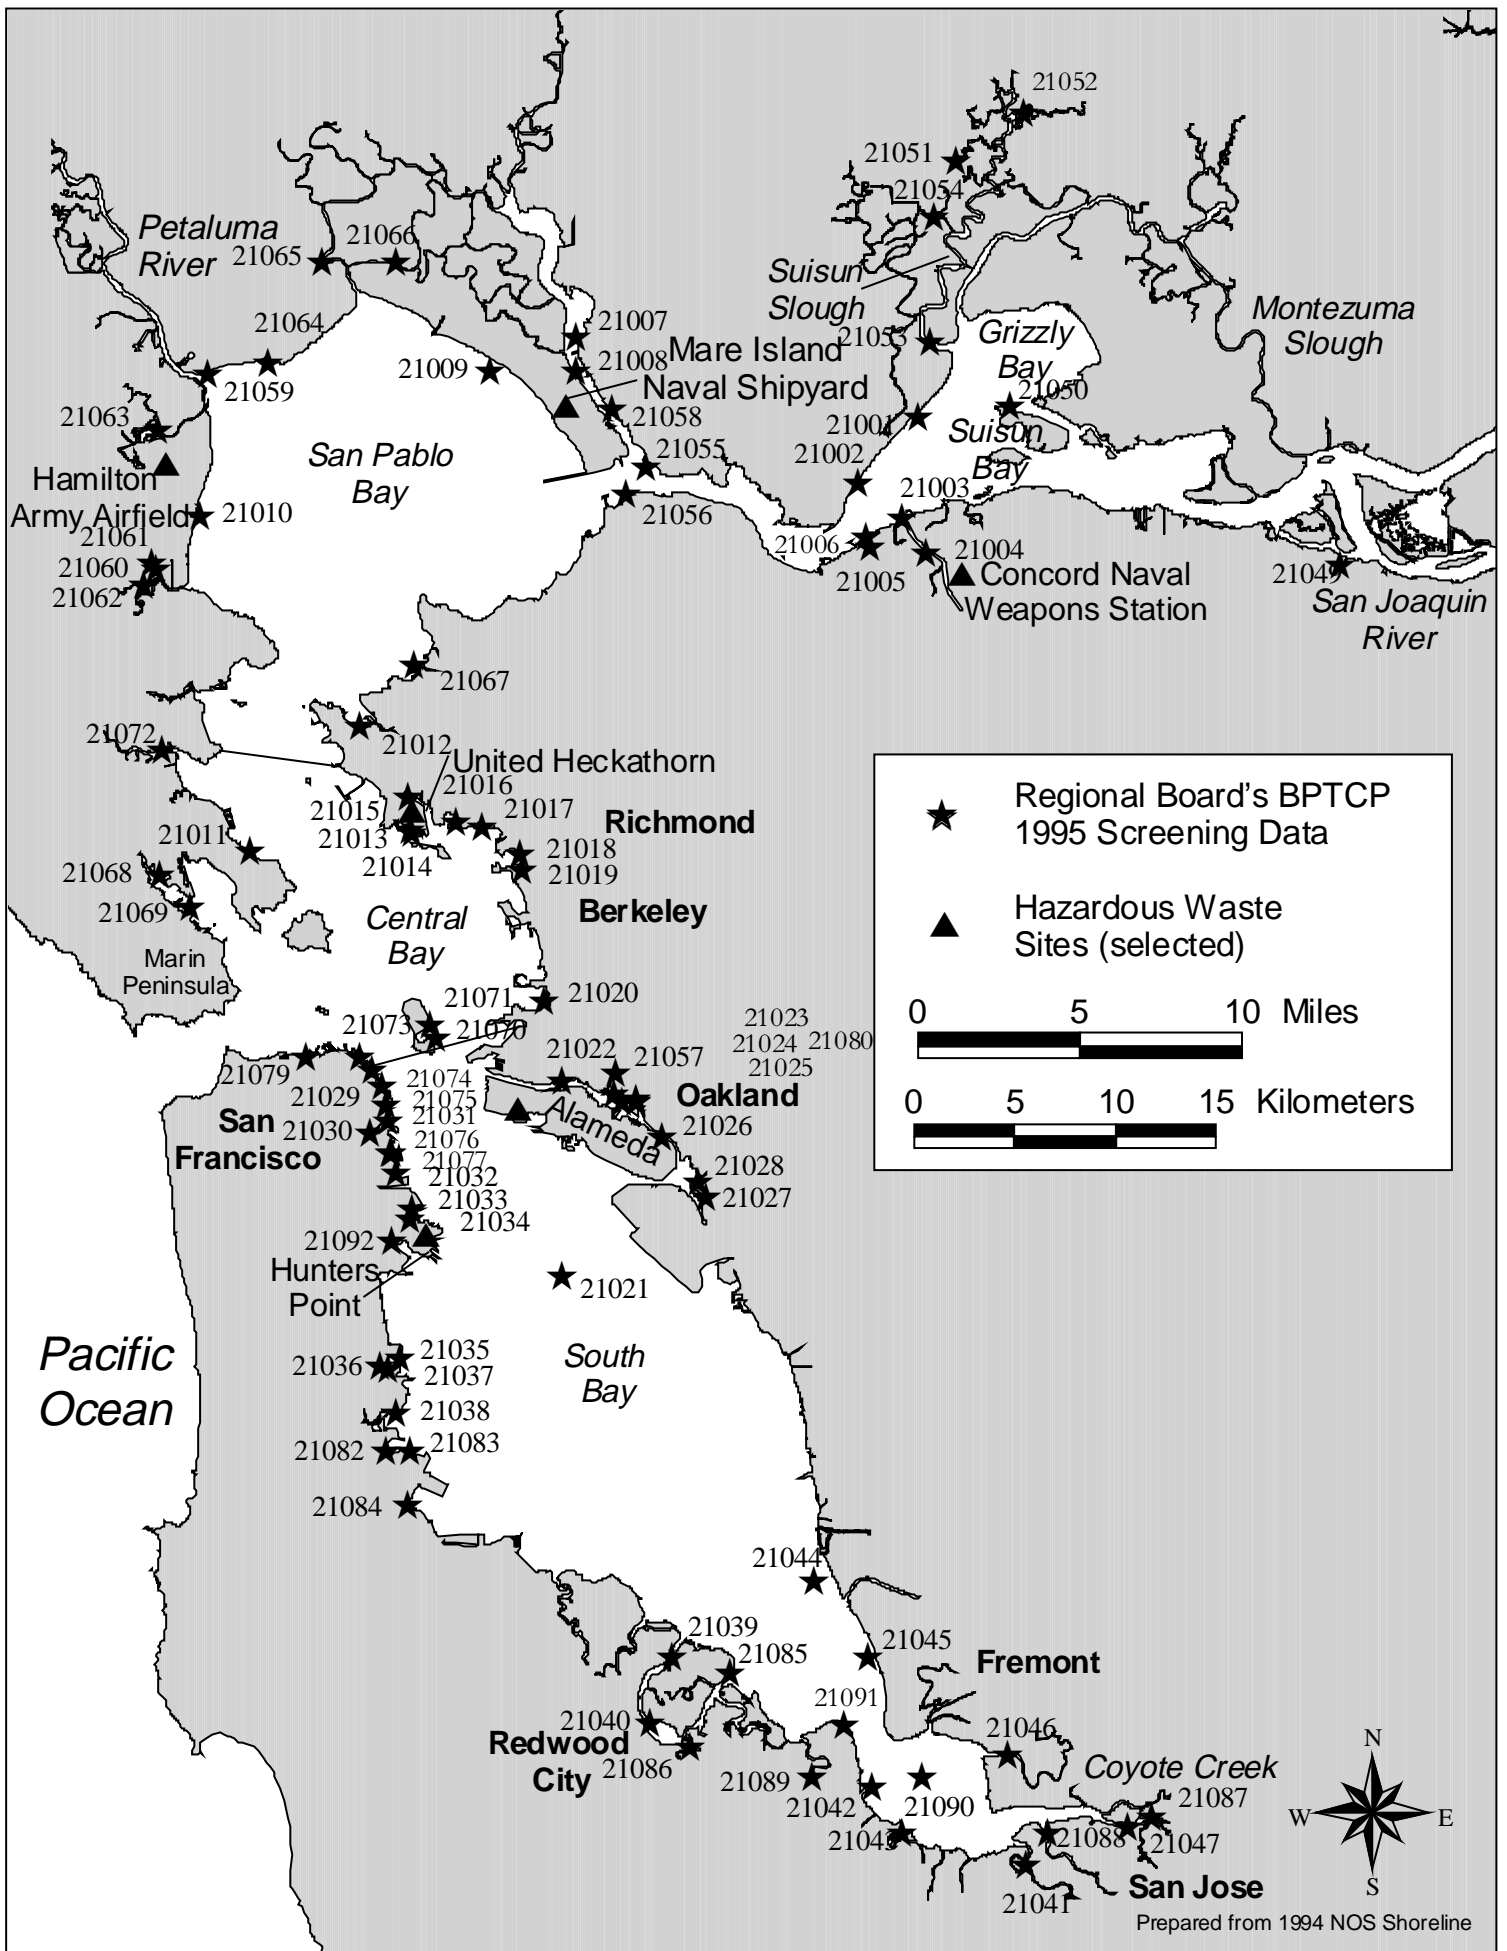 21052
21051
21054
Petaluma
River
21065
21066
Suisun
Slough
21064
21007
21053
Grizzly
Bay
Montezuma
Slough
21009
21008
Mare Island
Naval Shipyard
21059
21050
21063
21058
21001
Suisun
Bay
San Pablo
Bay
21055
21002
Hamilton
Army Airfield
21003
21010
21056
21061
21006
21004
21060
21005
21049
21062
Concord Naval
Weapons Station
San Joaquin
River
21067
21072
21012
United Heckathorn
21016
21015
21017
Richmond
21013
21011
21014
21018
21068
21019
21069
Central
Bay
Berkeley
Marin
Peninsula
21071
21020
21073
21070
21023
21024
21080
21025
21022
21057
21079
21074
21029
21075
Oakland
San
Francisco
21031
21030
Alameda
21026
21076
21077
21032
21028
21027
21033
21034
21092
Hunters
Point
21021
Pacific
Ocean
21035
21036
21037
South
Bay
21038
21082
21083
21084
21044
21039
21045
21085
Fremont
21091
21040
21046
Redwood
City
21086
21089
Coyote Creek
21042
21090
21087
21043
21088
21047
21041
San Jose
Regional Board's BPTCP
1995 Screening Data
Hazardous Waste
Sites (selected)
0 5 10 Miles
0 5 10 15 Kilometers
N
W E
S
Prepared from 1994 NOS Shoreline